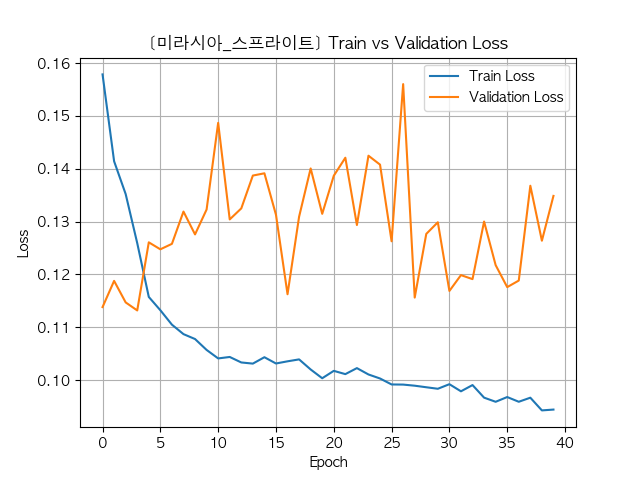 [미라시아_스프라이트] Train vs Validation Loss
Train Loss
Validation Loss
Loss
0.16
0.15
0.14
0.13
0.12
0.11
0.10
0 5 10 15 20 25 30 35 40
Epoch